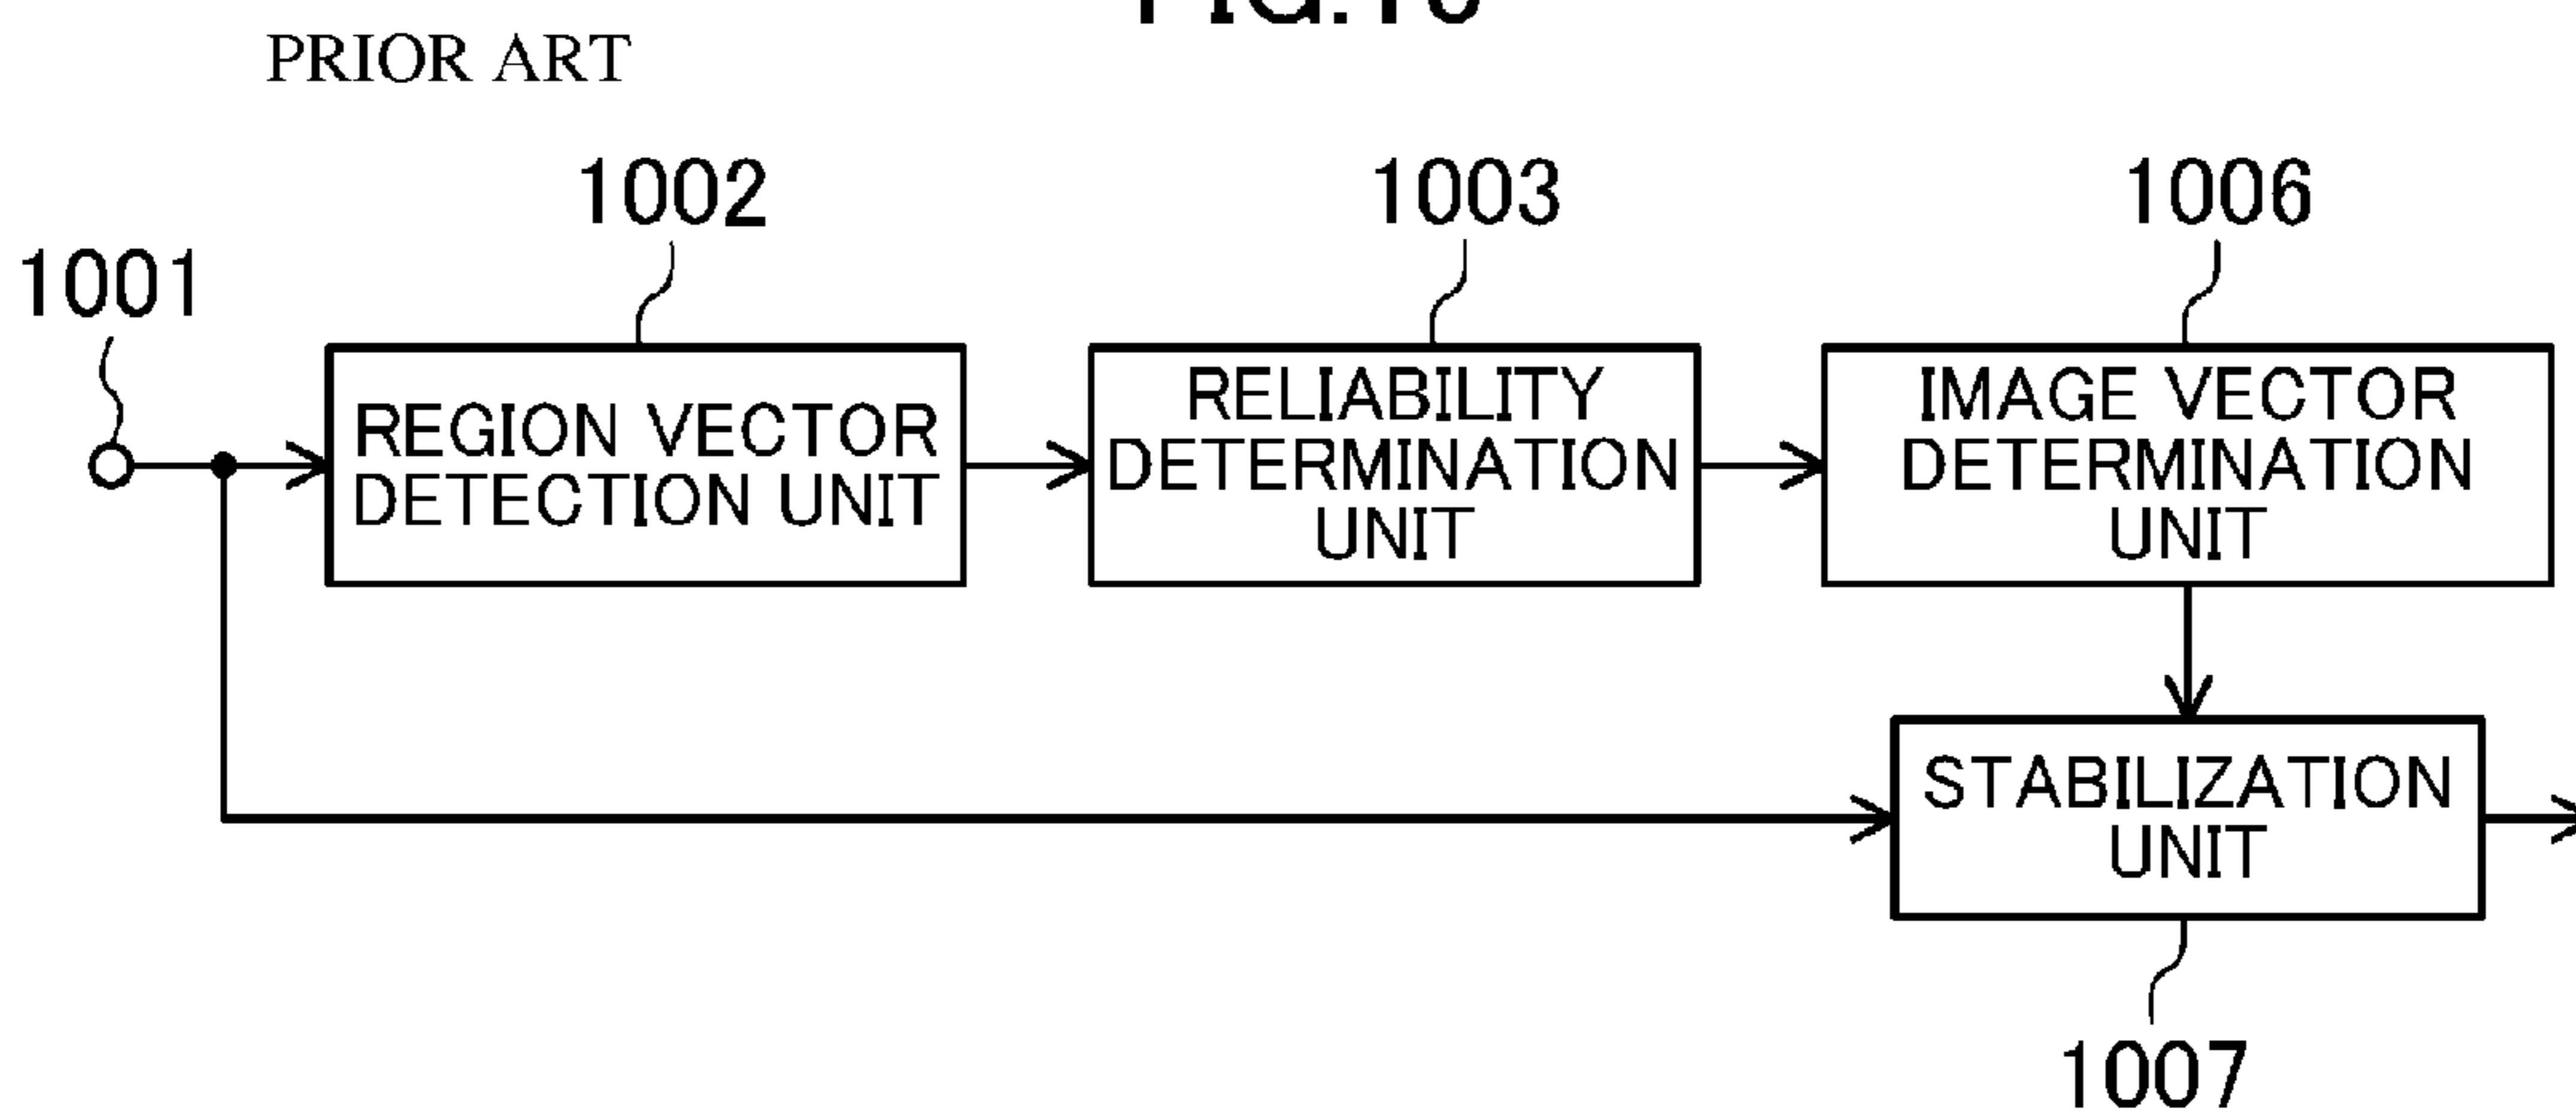 PRIOR ART
1002
1003
1006
1001
REGION VECTOR
DETECTION UNIT
RELIABILITY
DETERMINATION
UNIT
IMAGE VECTOR
DETERMINATION
UNIT
STABILIZATION
UNIT
1007